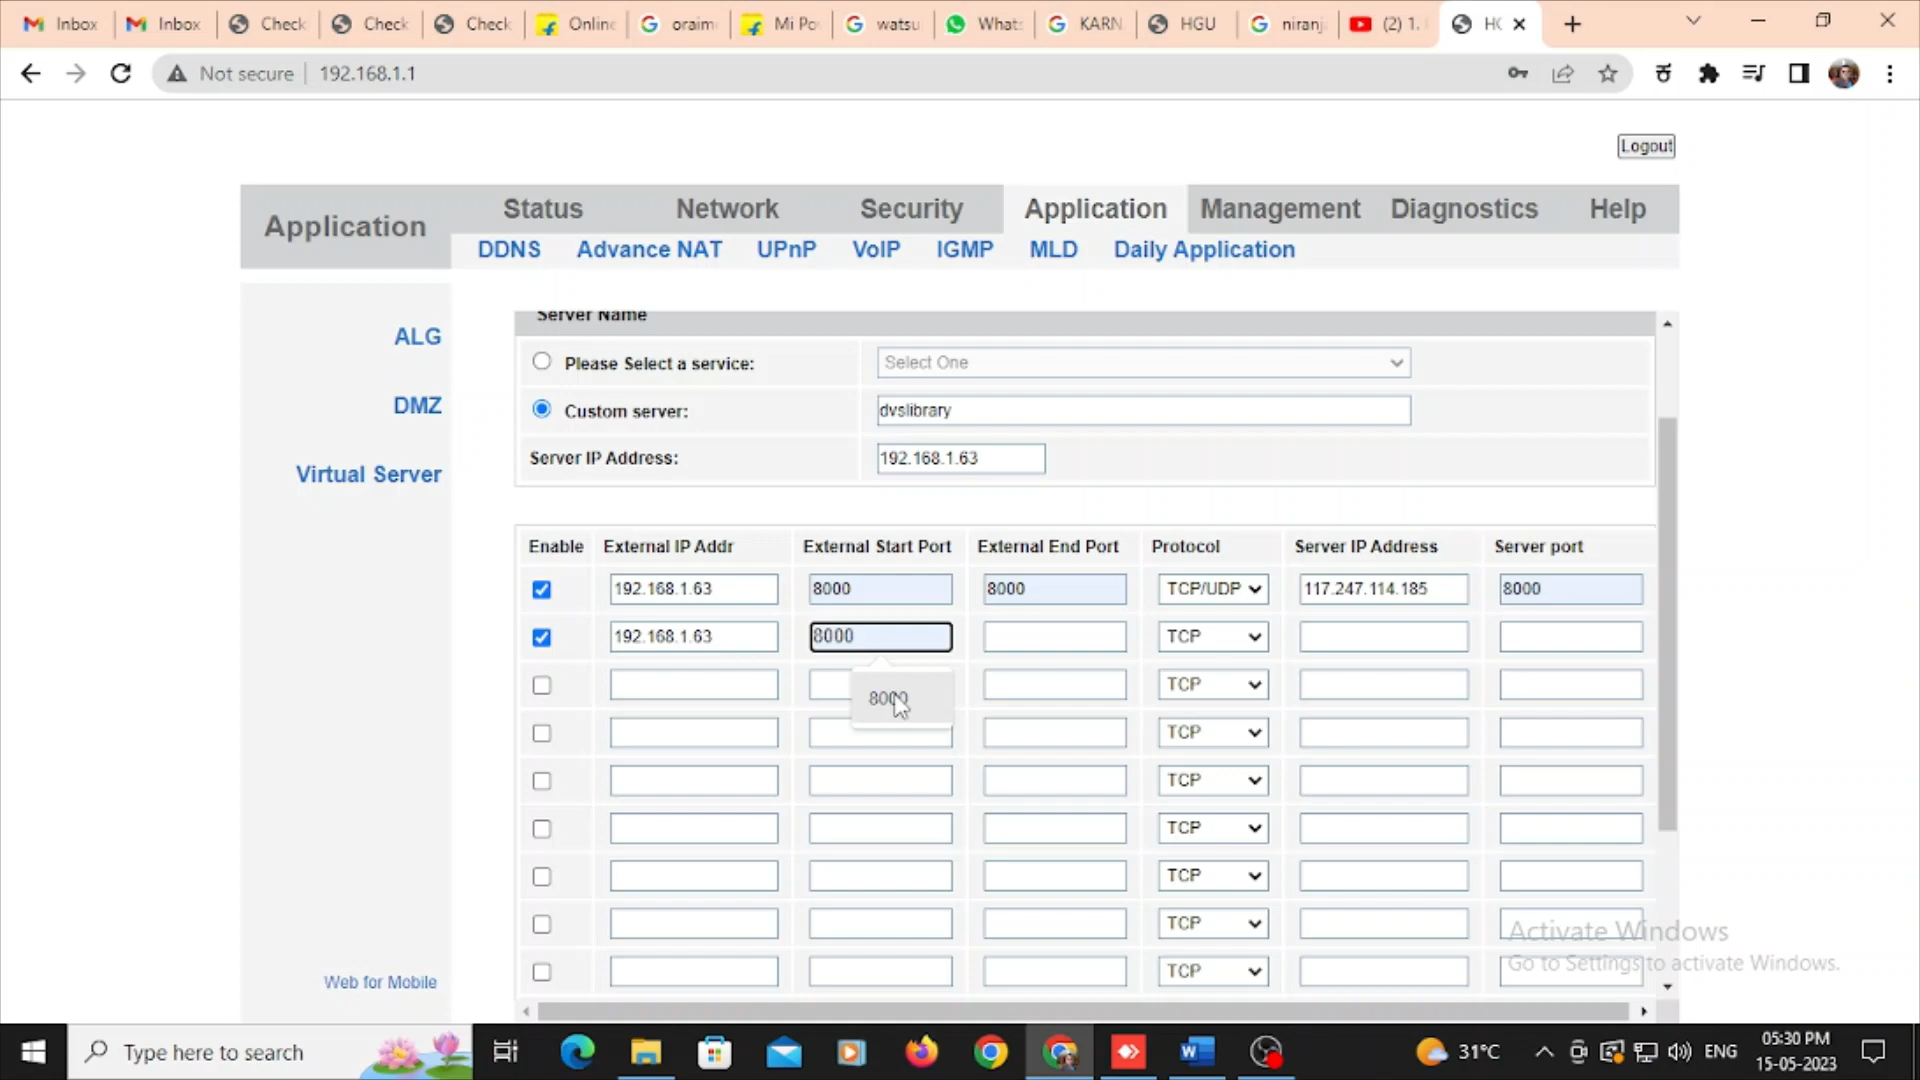 Inbox Inbox Check Check Check Online oraim Mi Po watsu What KARN HGU niranj (2) 1. HG
Not secure 192.168.1.1
Logout
Application Status Network Security Application Management Diagnostics Help
DDNS Advance NAT UPnP VoIP IGMP MLD Daily Application
ALG
DMZ
Virtual Server
Web for Mobile
Server Name
Please Select a service: Select One
Custom server: dvslibrary
Server IP Address: 192.168.1.63
Enable External IP Addr External Start Port External End Port Protocol Server IP Address Server port
192.168.1.63 8000 8000 TCP/UDP 117.247.114.185 8000
192.168.1.63 8000 TCP
8000 TCP
TCP
TCP
TCP
TCP
TCP
TCP
Activate Windows
Go to Settings to activate Windows.
Type here to search 31°C ENG 05:30 PM
15-05-2023